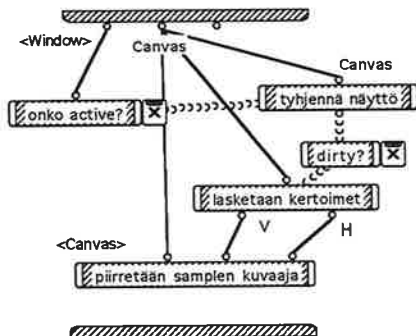 <Window>
Canvas
Canvas
onko active?
tyhjennä näyttö
dirty?
lasketaan kertoimet
V
H
<Canvas>
piirretään samplen kuvaaja